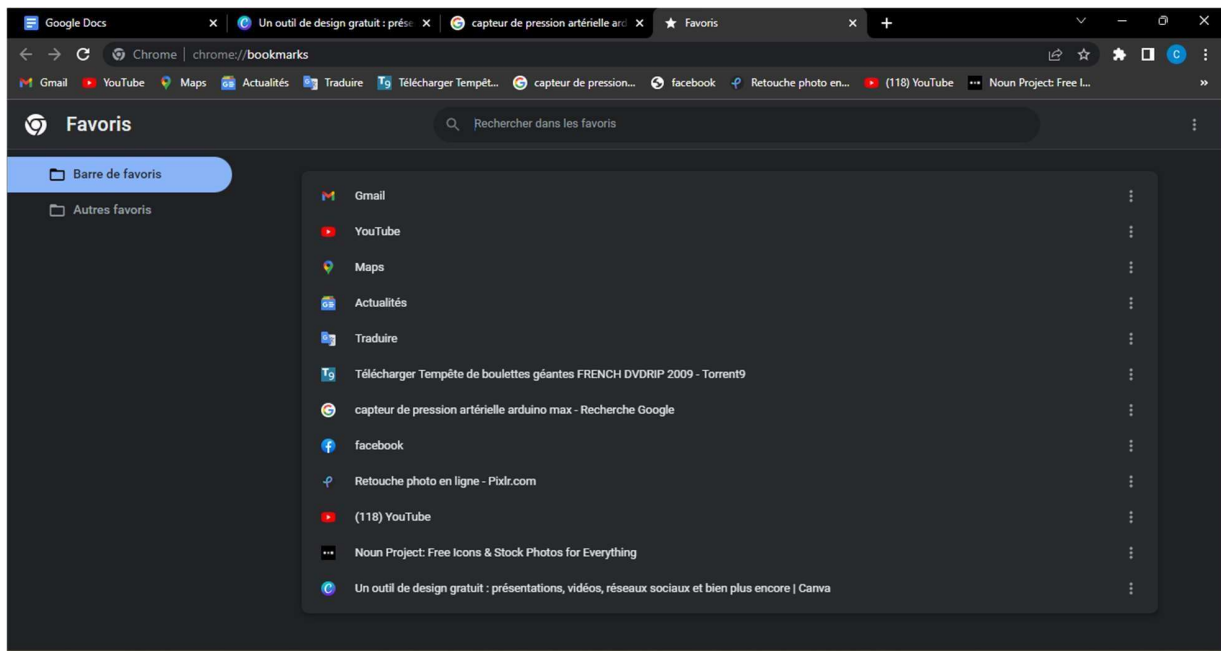 Google Docs Un outil de design gratuit : prése capteur de pression artérielle ard Favoris
Chrome chrome://bookmarks C
Gmail YouTube Maps Actualités Traduire Télécharger Tempêt... capteur de pression... facebook Retouche photo en... (118) YouTube Noun Project: Free I... »
Favoris Rechercher dans les favoris
Barre de favoris
Autres favoris
Gmail
YouTube
Maps
Actualités
Traduire
Télécharger Tempête de boulettes géantes FRENCH DVDRIP 2009 - Torrent9
capteur de pression artérielle arduino max - Recherche Google
facebook
Retouche photo en ligne - Pixlr.com
(118) YouTube
Noun Project: Free Icons & Stock Photos for Everything
Un outil de design gratuit : présentations, vidéos, réseaux sociaux et bien plus encore | Canva